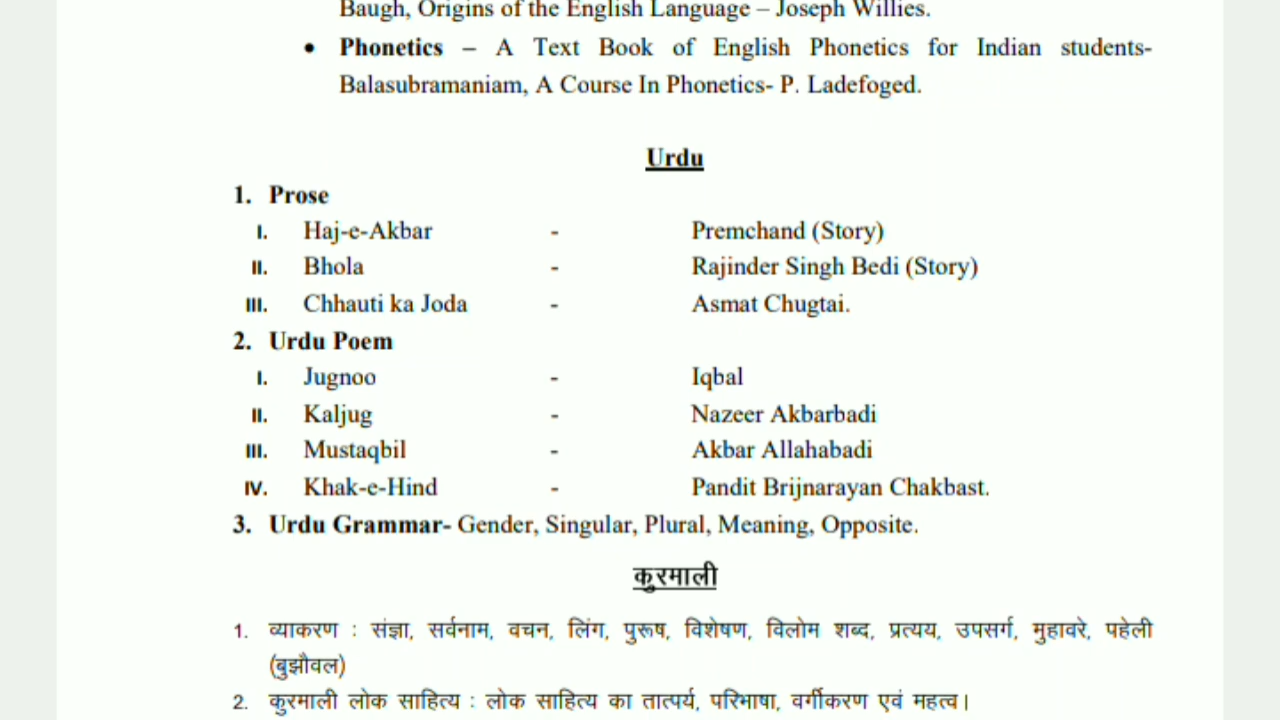 Baugh, Origins of the English Language – Joseph Willies.
• Phonetics – A Text Book of English Phonetics for Indian students-
Balasubramaniam, A Course In Phonetics- P. Ladefoged.
Urdu
1. Prose
I. Haj-e-Akbar - Premchand (Story)
II. Bhola - Rajinder Singh Bedi (Story)
III. Chhauti ka Joda - Asmat Chugtai.
2. Urdu Poem
I. Jugnoo - Iqbal
II. Kaljug - Nazeer Akbarbadi
III. Mustaqbil - Akbar Allahabadi
IV. Khak-e-Hind - Pandit Brijnarayan Chakbast.
3. Urdu Grammar- Gender, Singular, Plural, Meaning, Opposite.
कुरमाली
1. व्याकरण : संज्ञा, सर्वनाम, वचन, लिंग, पुरूष, विशेषण, विलोम शब्द, प्रत्यय, उपसर्ग, मुहावरे, पहेली
(बुझौवल)
2. कुरमाली लोक साहित्य : लोक साहित्य का तात्पर्य, परिभाषा, वर्गीकरण एवं महत्व।